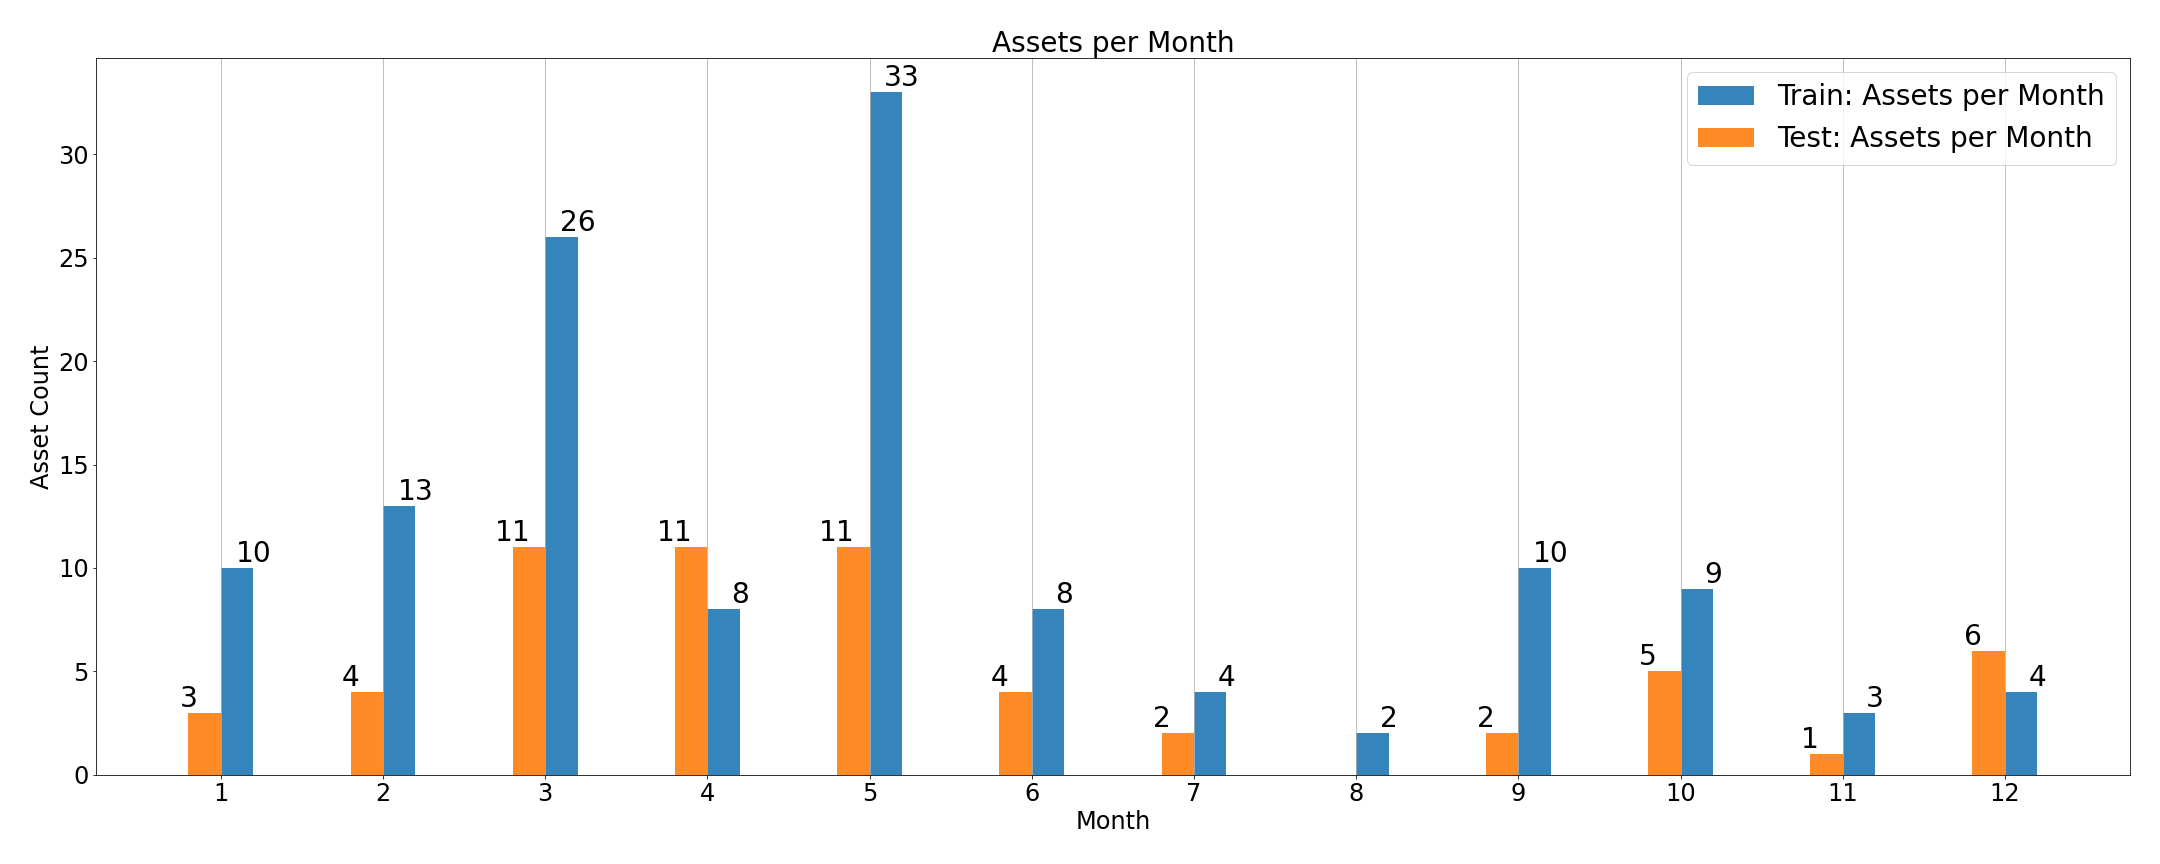 Assets per Month
Train: Assets per Month
Test: Assets per Month
Asset Count
30
25
20
15
10
5
0
3 10 4 13 11 26 11 8 11 33 4 8 2 4 2 2 10 5 9 1 3 6 4
1 2 3 4 5 6 7 8 9 10 11 12
Month